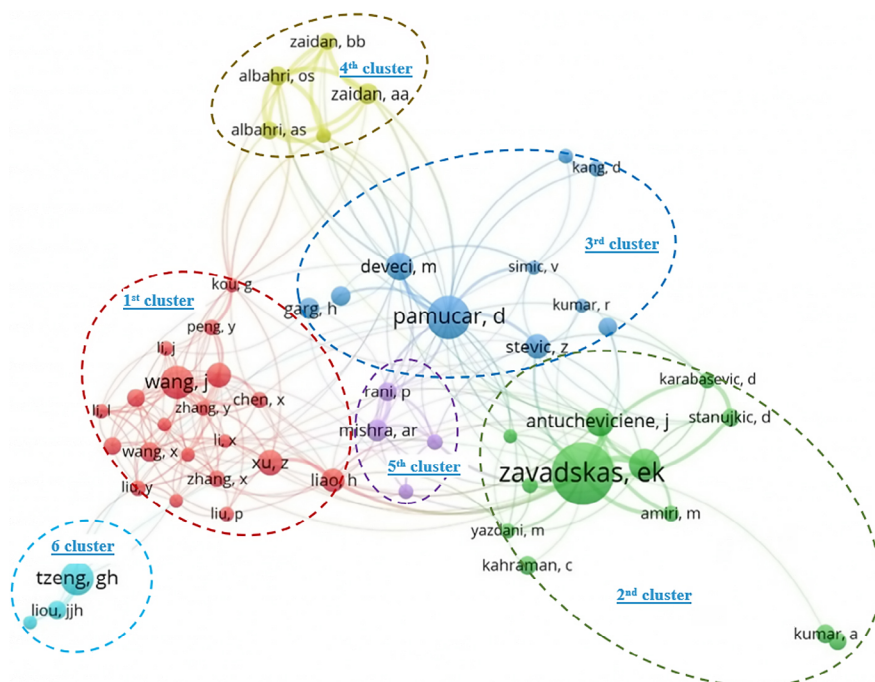 zaidan, bb
4th cluster
albahri, os
zaidan, aa
albahri, as
kang, d
3rd cluster
deveci, m
simic, v
kou, g
1st cluster
garg, h
kumar, r
peng, y
pamucar, d
li, j
stevic, z
wang, j
karabasevic, d
rani, p
chen, x
li, l
zhang, y
stanujkic, d
antucheviciene, j
mishra, ar
li, x
wang, x
xu, z
5th cluster
zavadskas, ek
zhang, x
liao, h
liu, y
liu, p
amiri, m
yazdani, m
6 cluster
kahraman, c
tzeng, gh
2nd cluster
liou, jjh
kumar, a